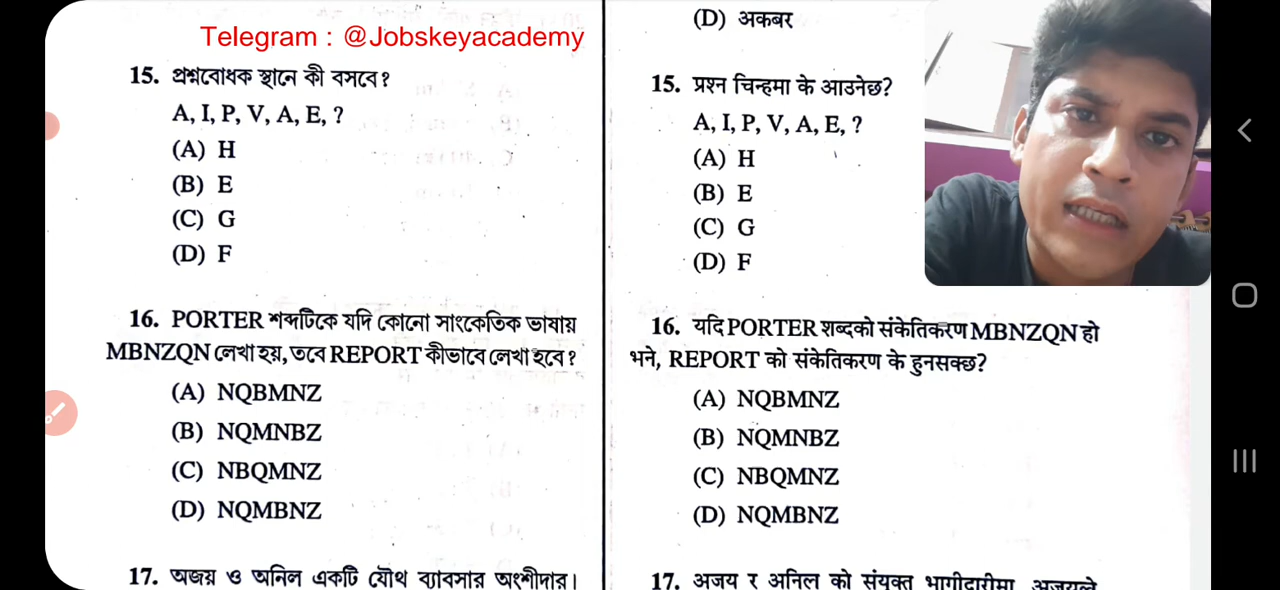 Telegram : @Jobskeyacademy
15. প্রশ্নবোধক স্থানে কী বসবে?
A, I, P, V, A, E, ?
(A) H
(B) E
(C) G
(D) F
16. PORTER শব্দটিকে যদি কোনো সাংকেতিক ভাষায়
MBNZQN লেখা হয়, তবে REPORT কীভাবে লেখা হবে?
(A) NQBMNZ
(B) NQMNBZ
(C) NBQMNZ
(D) NQMBNZ
17. অজয় ও অনিল একটি যৌথ ব্যাবসার অংশীদার।
(D) अकबर
15. प्रश्न चिन्हमा के आउनेछ?
A, I, P, V, A, E, ?
(A) H
(B) E
(C) G
(D) F
16. यदि PORTER शब्दको संकेतिकरण MBNZQN हो
भने, REPORT को संकेतिकरण के हुनसक्छ?
(A) NQBMNZ
(B) NQMNBZ
(C) NBQMNZ
(D) NQMBNZ
17. अजय र अनिल को संयुक्त भागीदारीमा अजयले